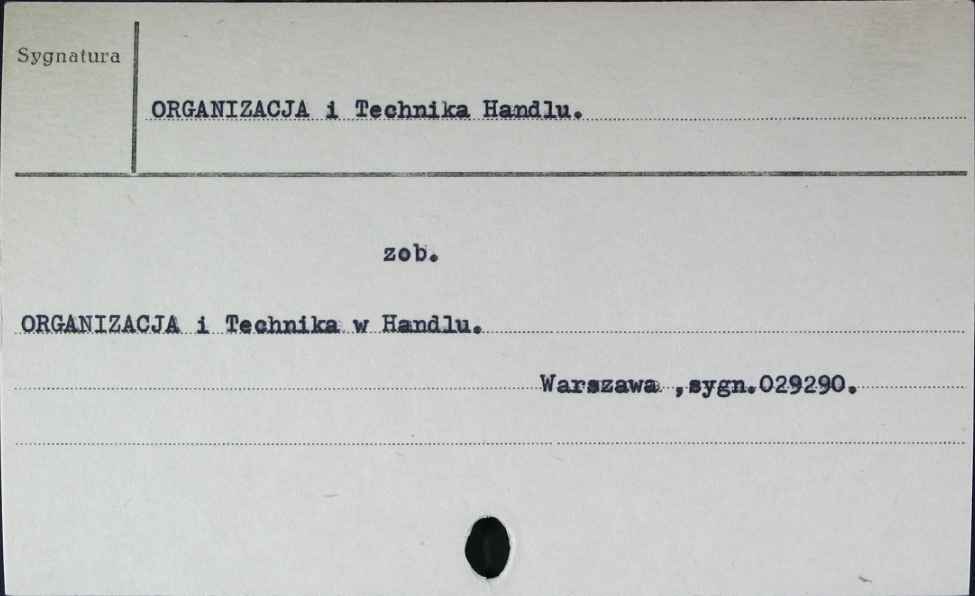 Sygnatura
ORGANIZACJA i Technika Handlu.
zob.
ORGANIZACJA i Technika w Handlu.
Warszawa ,sygn.029290.